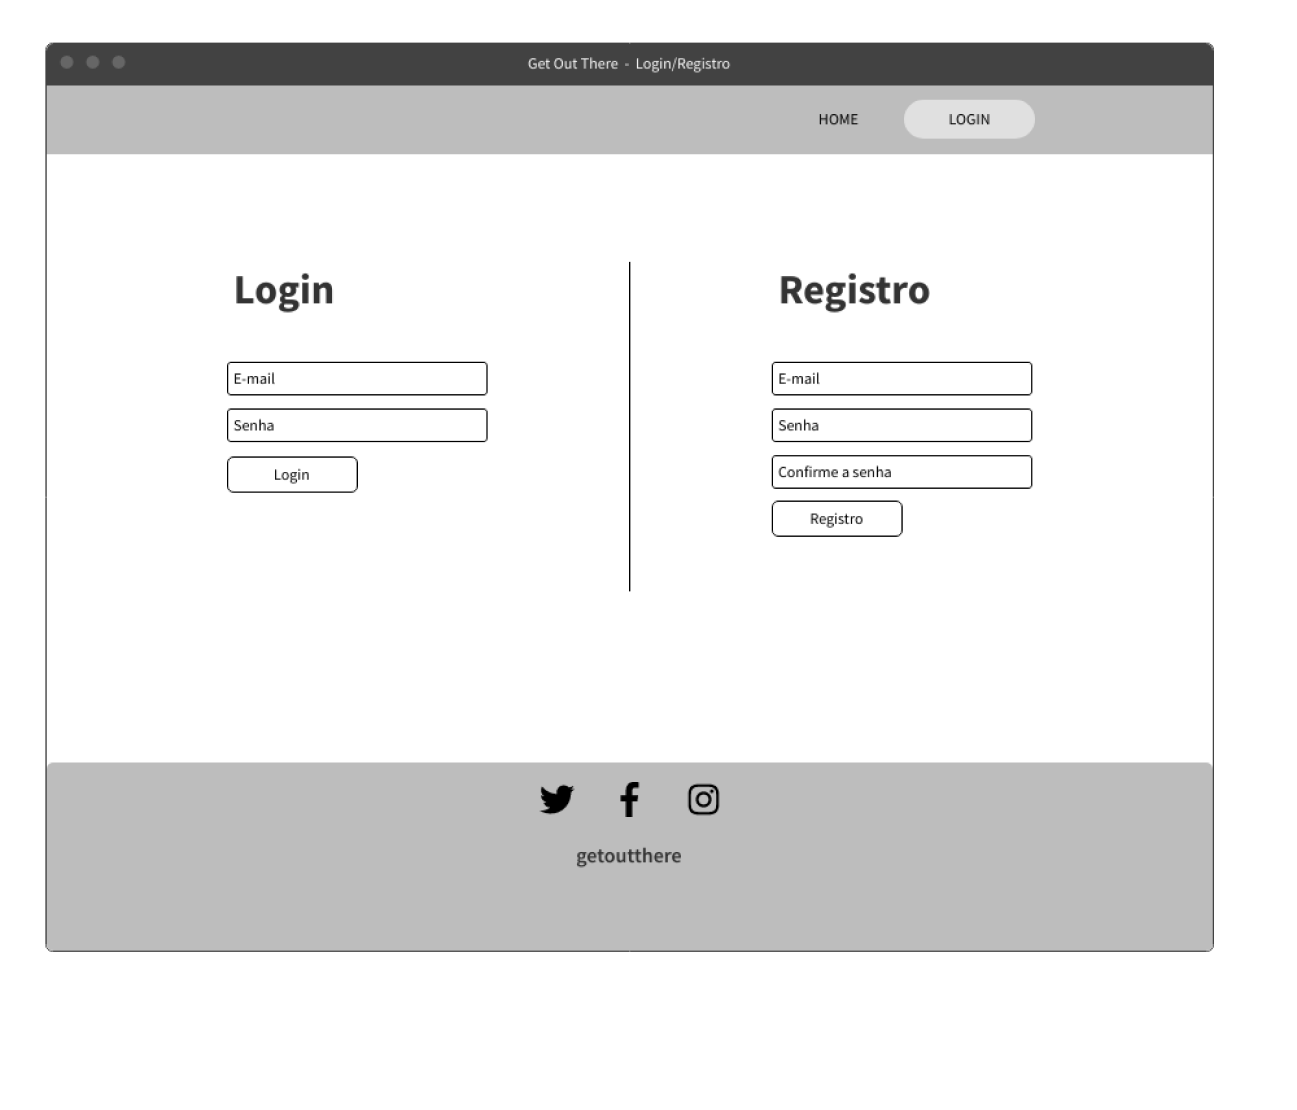 Get Out There - Login/Registro
HOME
LOGIN
Login
E-mail
Senha
Login
Registro
E-mail
Senha
Confirme a senha
Registro
getoutthere